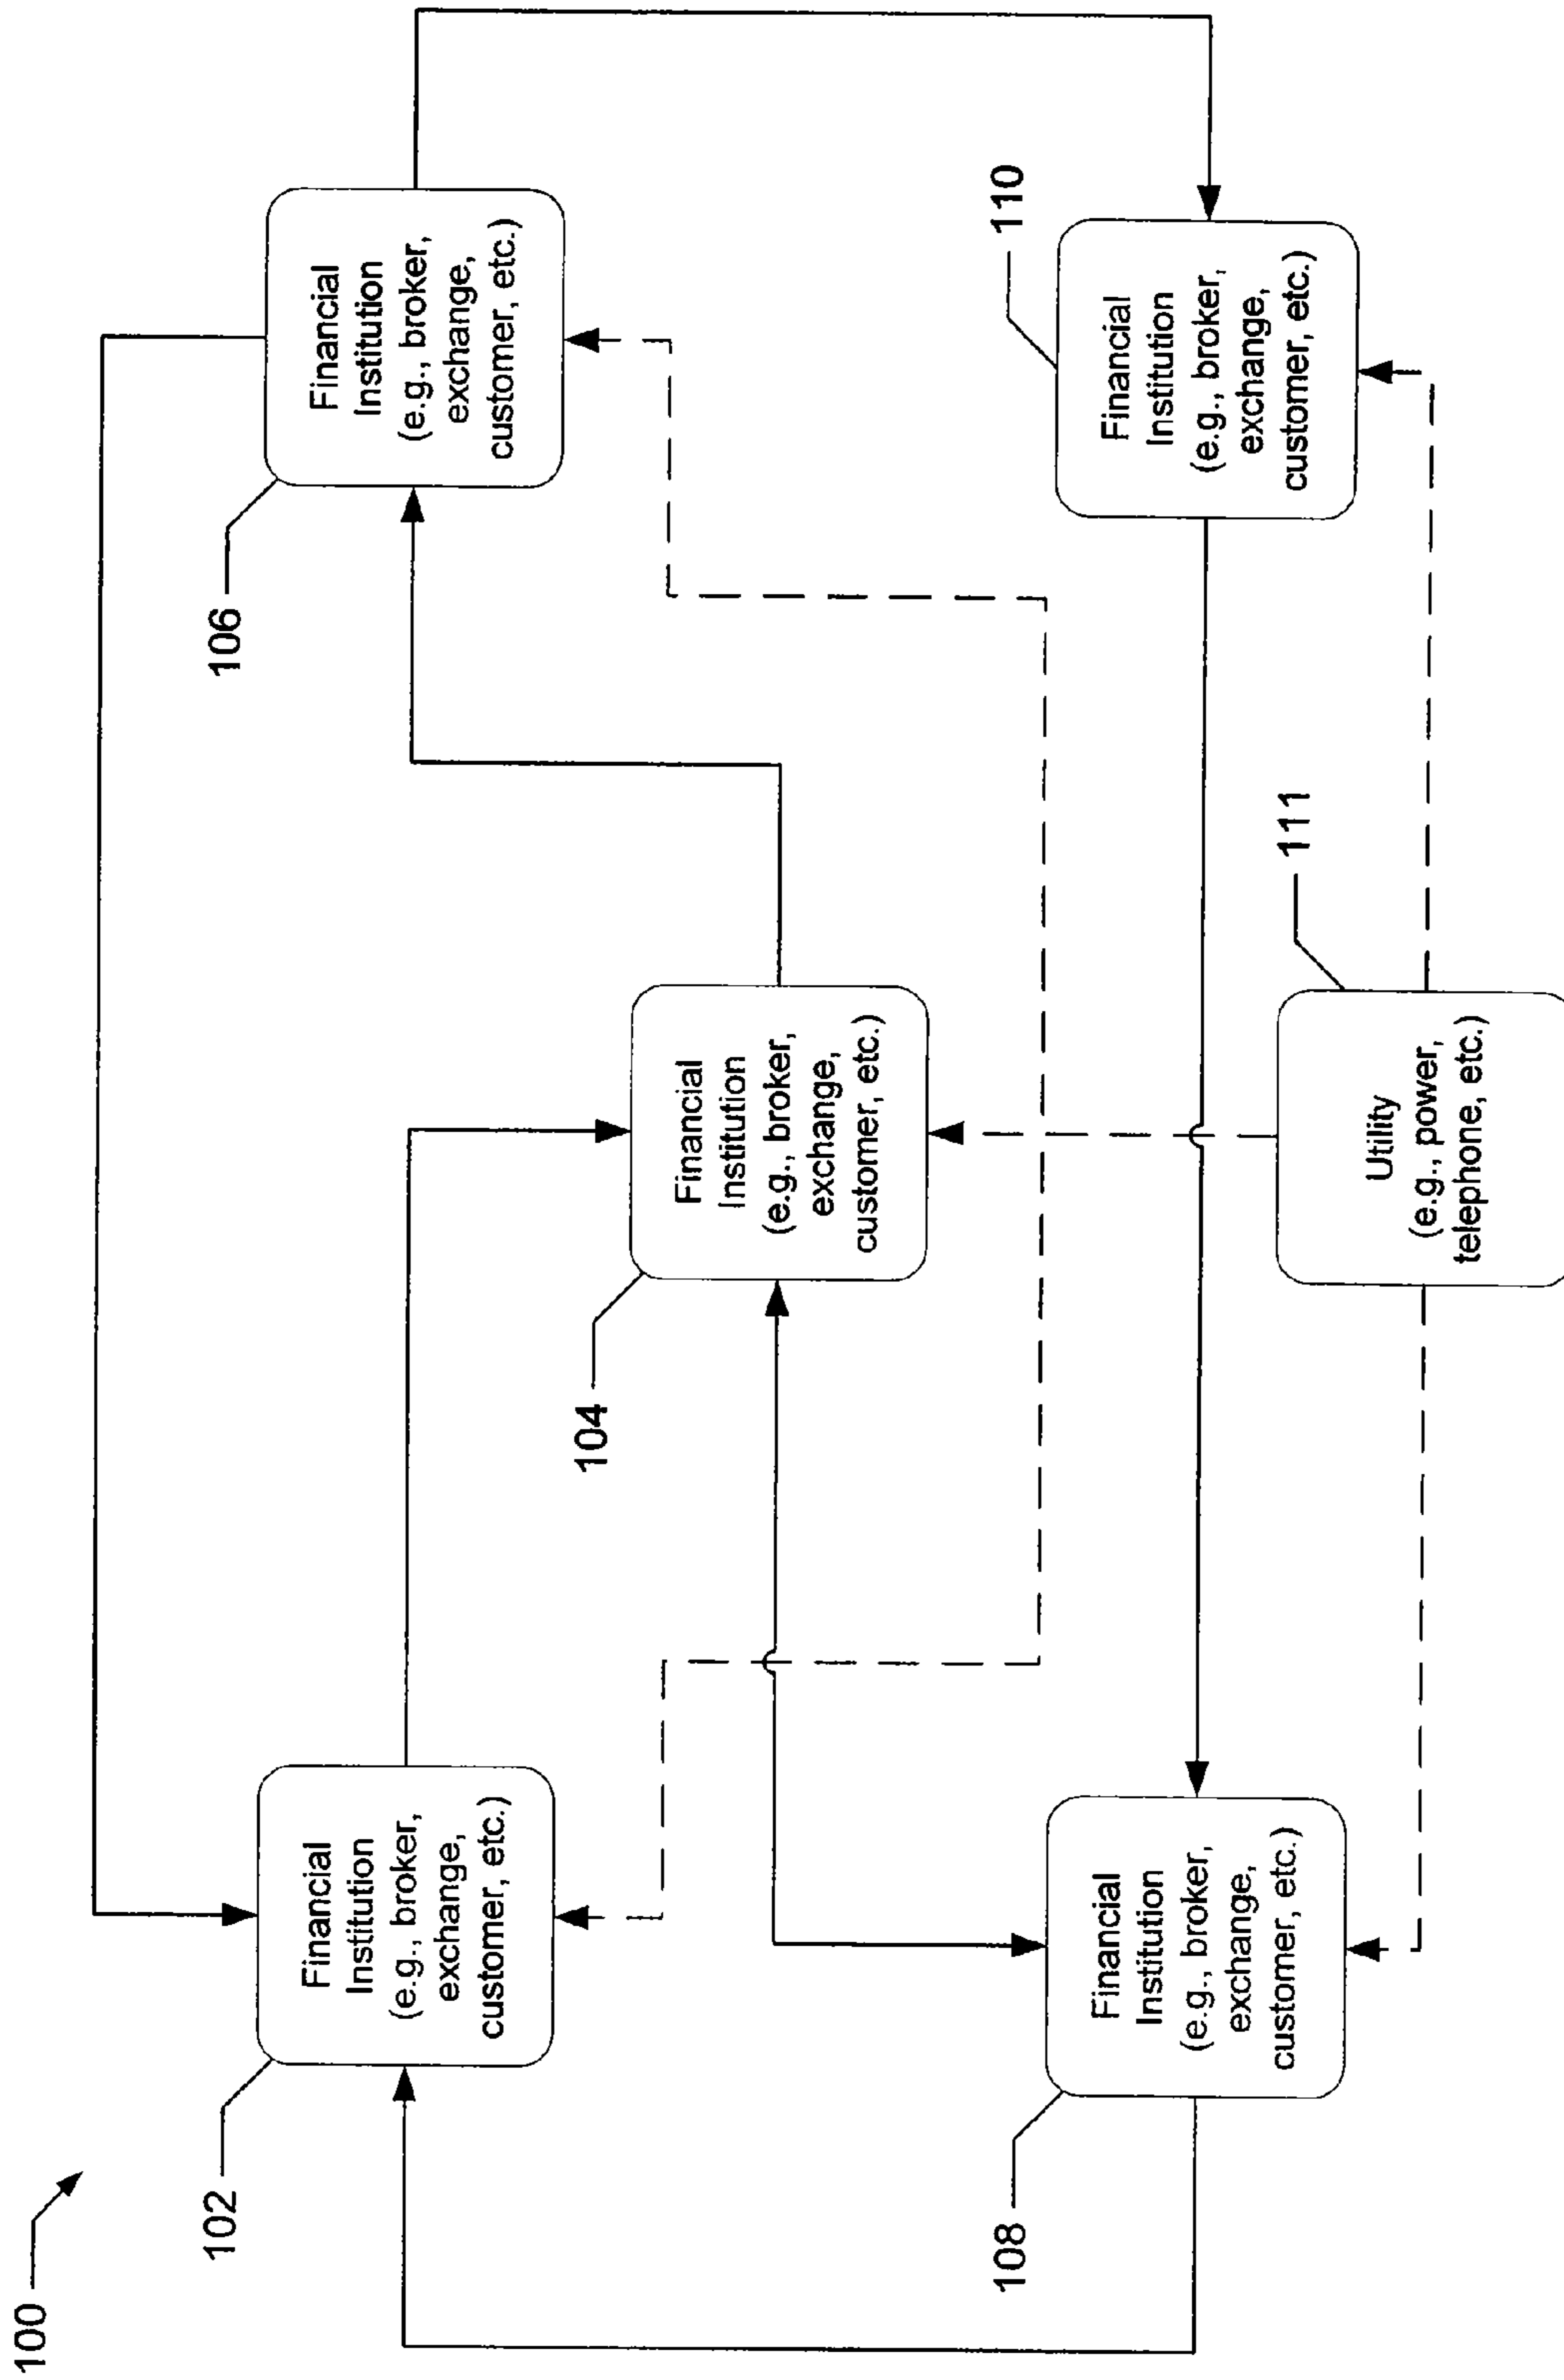 100
102
Financial
Institution
(e.g., broker,
exchange,
customer, etc.)
106
Financial
Institution
(e.g., broker,
exchange,
customer, etc.)
104
Financial
Institution
(e.g., broker,
exchange,
customer, etc.)
108
Financial
Institution
(e.g., broker,
exchange,
customer, etc.)
110
Financial
Institution
(e.g., broker,
exchange,
customer, etc.)
111
Utility
(e.g., power,
telephone, etc.)